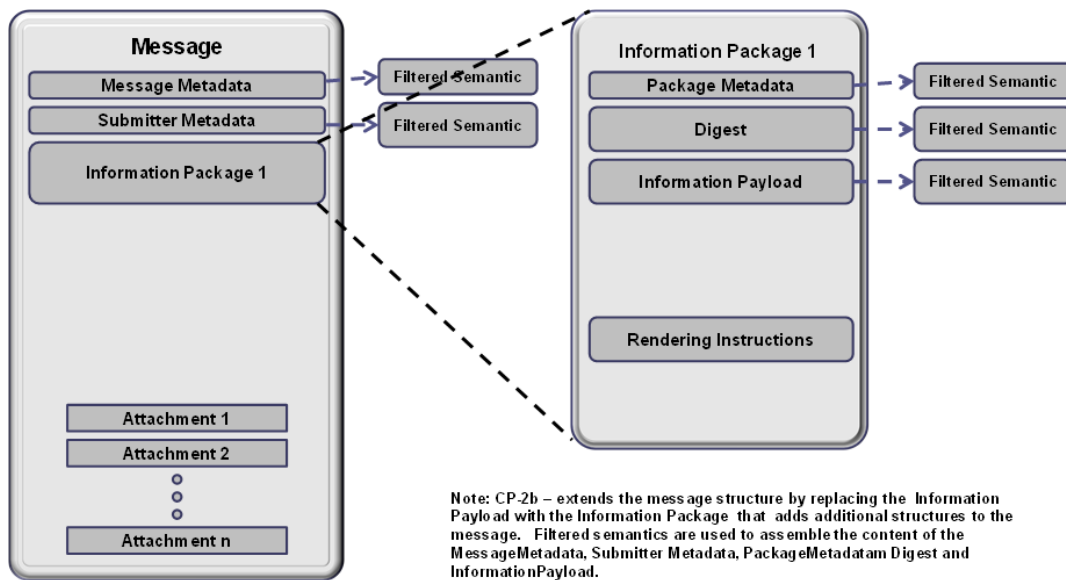 Message
Message Metadata
Filtered Semantic
Submitter Metadata
Filtered Semantic
Information Package 1
Attachment 1
Attachment 2
Attachment n
Information Package 1
Package Metadata
Filtered Semantic
Digest
Filtered Semantic
Information Payload
Filtered Semantic
Rendering Instructions
Note: CP-2b – extends the message structure by replacing the Information
Payload with the Information Package that adds additional structures to the
message. Filtered semantics are used to assemble the content of the
MessageMetadata, Submitter Metadata, PackageMetadatam Digest and
InformationPayload.